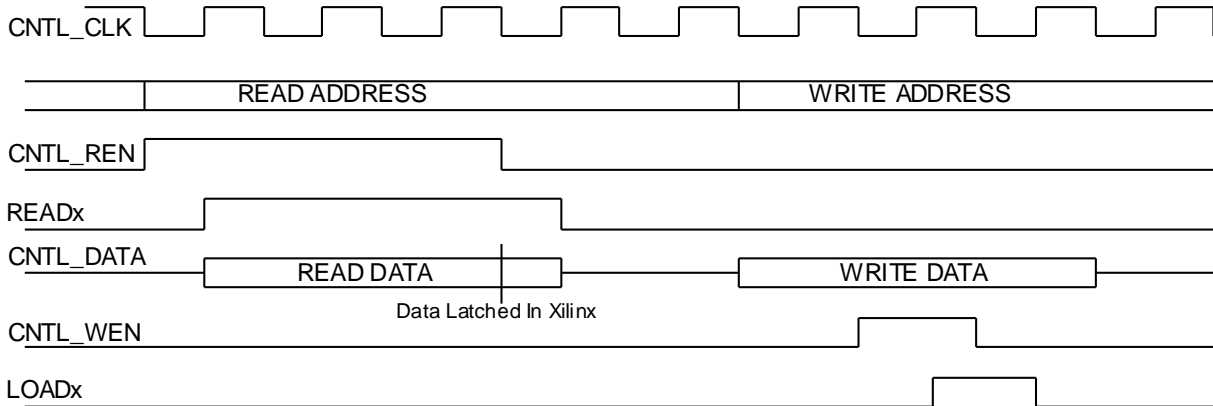 CNTL_CLK
READ ADDRESS WRITE ADDRESS
CNTL_REN
READx
CNTL_DATA READ DATA WRITE DATA
Data Latched In Xilinx
CNTL_WEN
LOADx